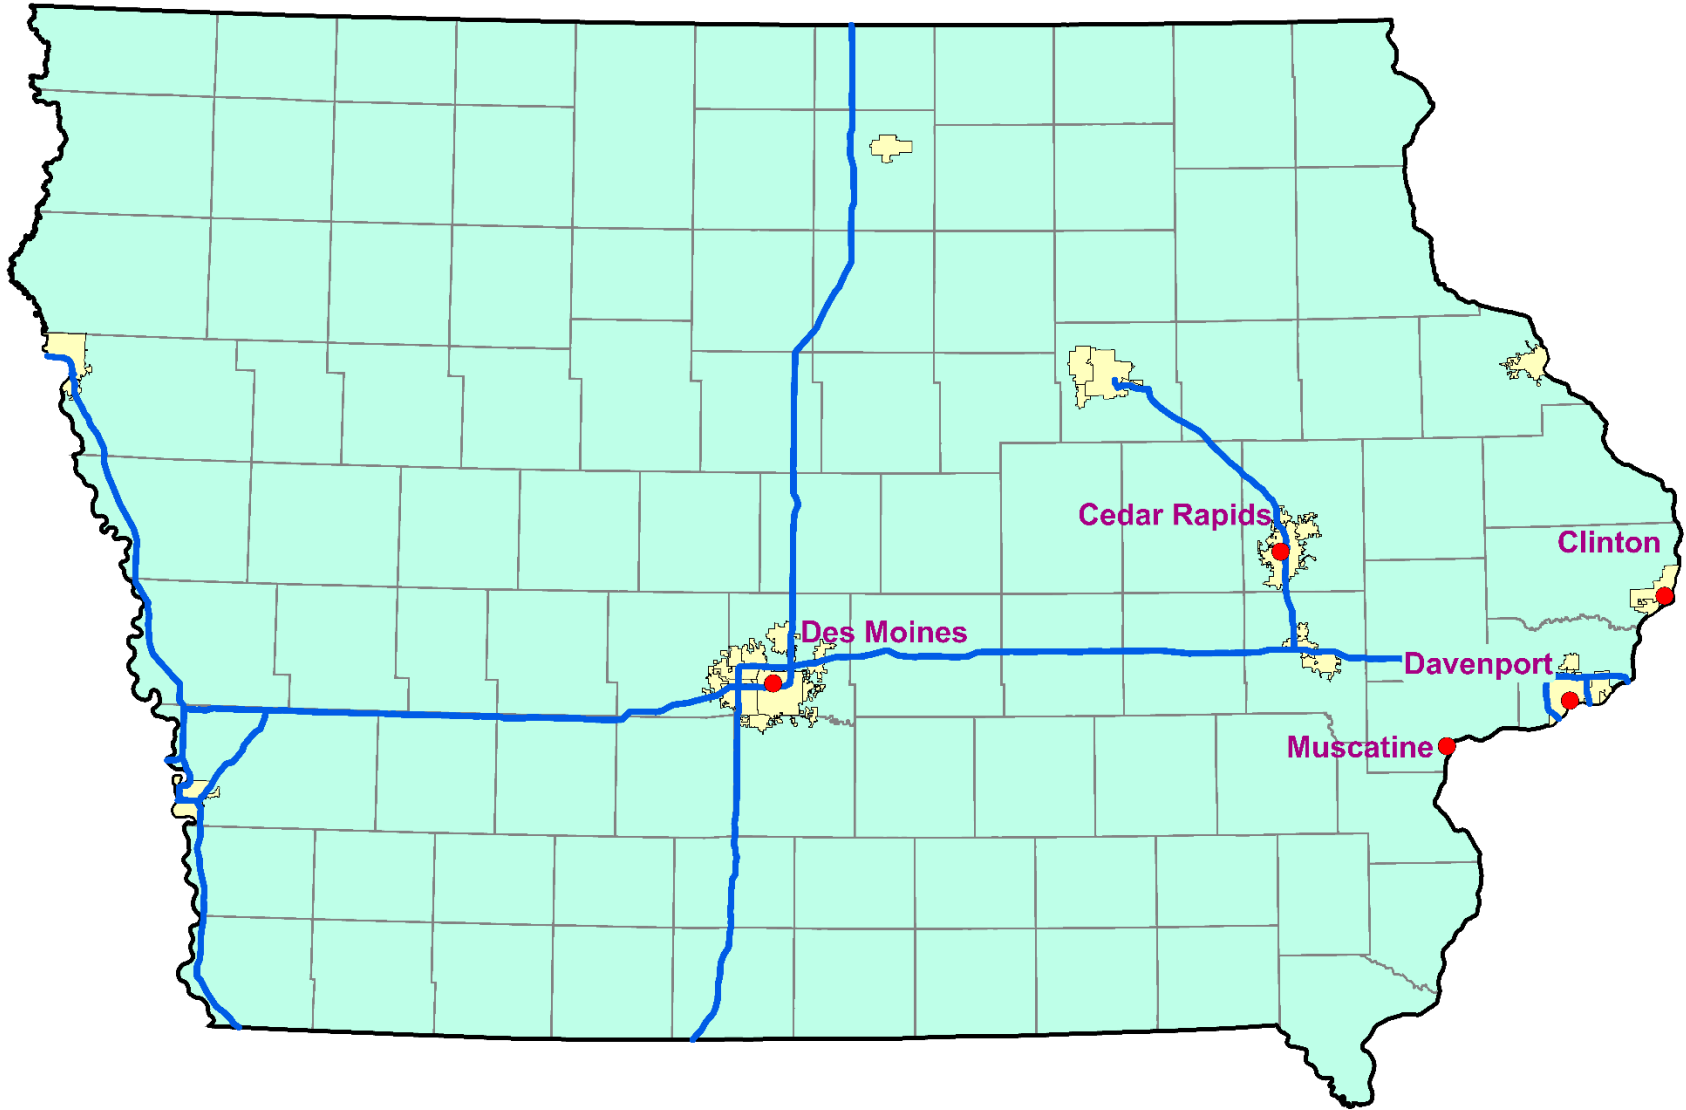 Cedar Rapids
Clinton
Des Moines
Davenport
Muscatine